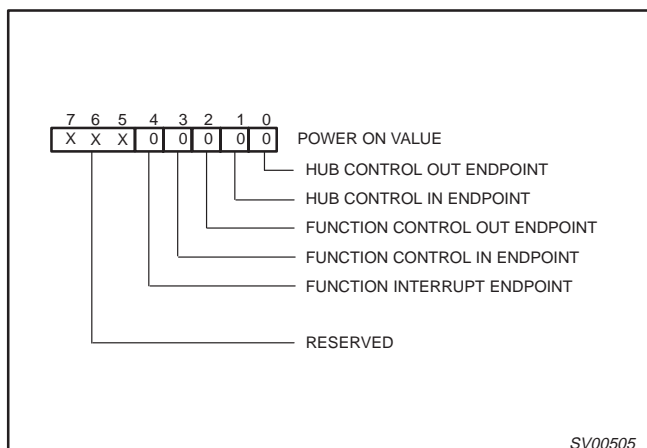 7 6 5 4 3 2 1 0
X X X 0 0 0 0 0 POWER ON VALUE
HUB CONTROL OUT ENDPOINT
HUB CONTROL IN ENDPOINT
FUNCTION CONTROL OUT ENDPOINT
FUNCTION CONTROL IN ENDPOINT
FUNCTION INTERRUPT ENDPOINT
RESERVED
SV00505